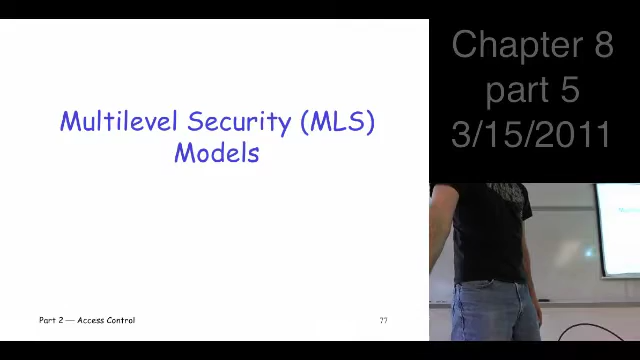 Multilevel Security (MLS)
Models
Part 2 — Access Control
77
Chapter 8
part 5
3/15/2011